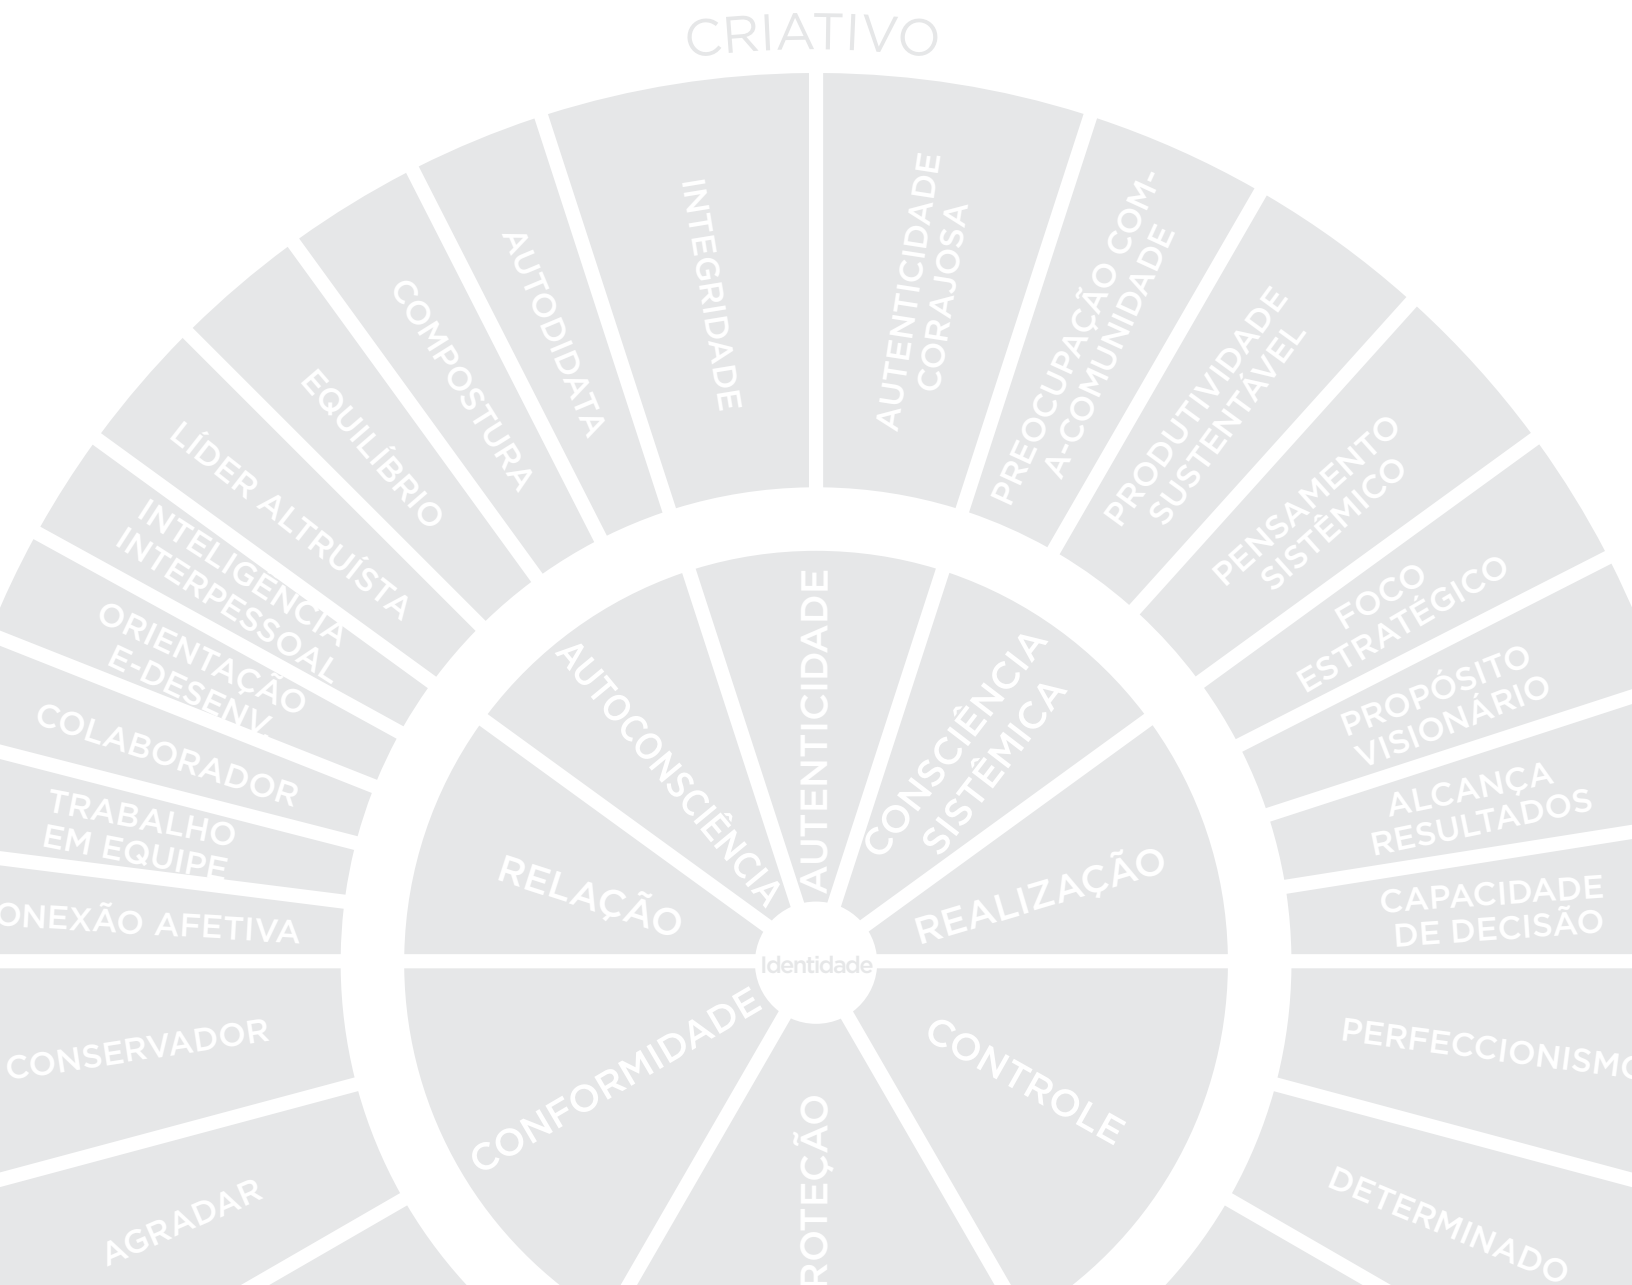 CRIATIVO
INTEGRIDADE
AUTENTICIDADE
CORAJOSA
PREOCUPAÇÃO COM-
A-COMUNIDADE
PRODUTIVIDADE
SUSTENTÁVEL
PENSAMENTO
SISTÊMICO
FOCO
ESTRATÉGICO
PROPÓSITO
VISIONÁRIO
ALCANÇA
RESULTADOS
CAPACIDADE
DE DECISÃO
AUTODIDATA
COMPOSTURA
EQUILÍBRIO
LÍDER ALTRUÍSTA
INTELIGENCIA
INTERPESSOAL
ORIENTAÇÃO
E-DESENV.
COLABORADOR
TRABALHO
EM EQUIPE
ONEXÃO AFETIVA
RELAÇÃO
AUTOCONSCIÊNCIA
AUTENTICIDADE
CONSCIÊNCIA
SISTÊMICA
REALIZAÇÃO
Identidade
CONFORMIDADE
ROTEÇÃO
CONTROLE
CONSERVADOR
AGRADAR
PERFECCIONISMO
DETERMINADO